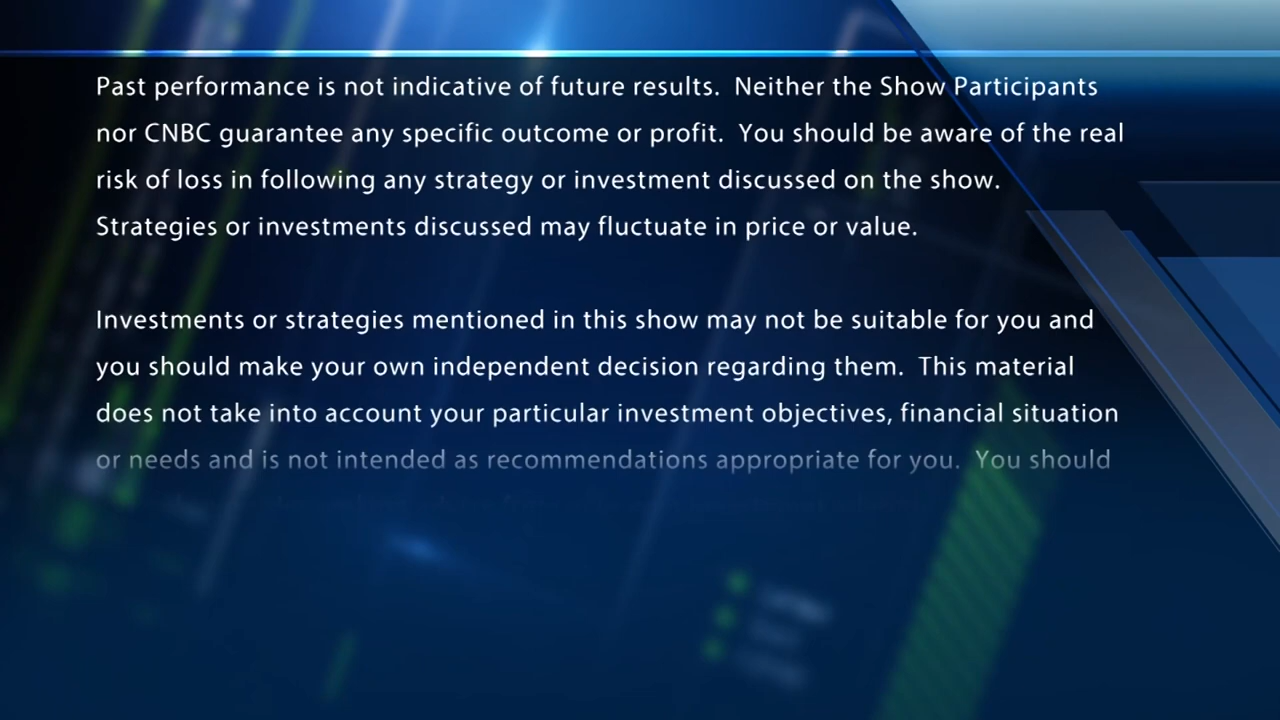 Past performance is not indicative of future results.  Neither the Show Participants
nor CNBC guarantee any specific outcome or profit.  You should be aware of the real
risk of loss in following any strategy or investment discussed on the show.
Strategies or investments discussed may fluctuate in price or value.
Investments or strategies mentioned in this show may not be suitable for you and
you should make your own independent decision regarding them.  This material
does not take into account your particular investment objectives, financial situation
or needs and is not intended as recommendations appropriate for you.  You should